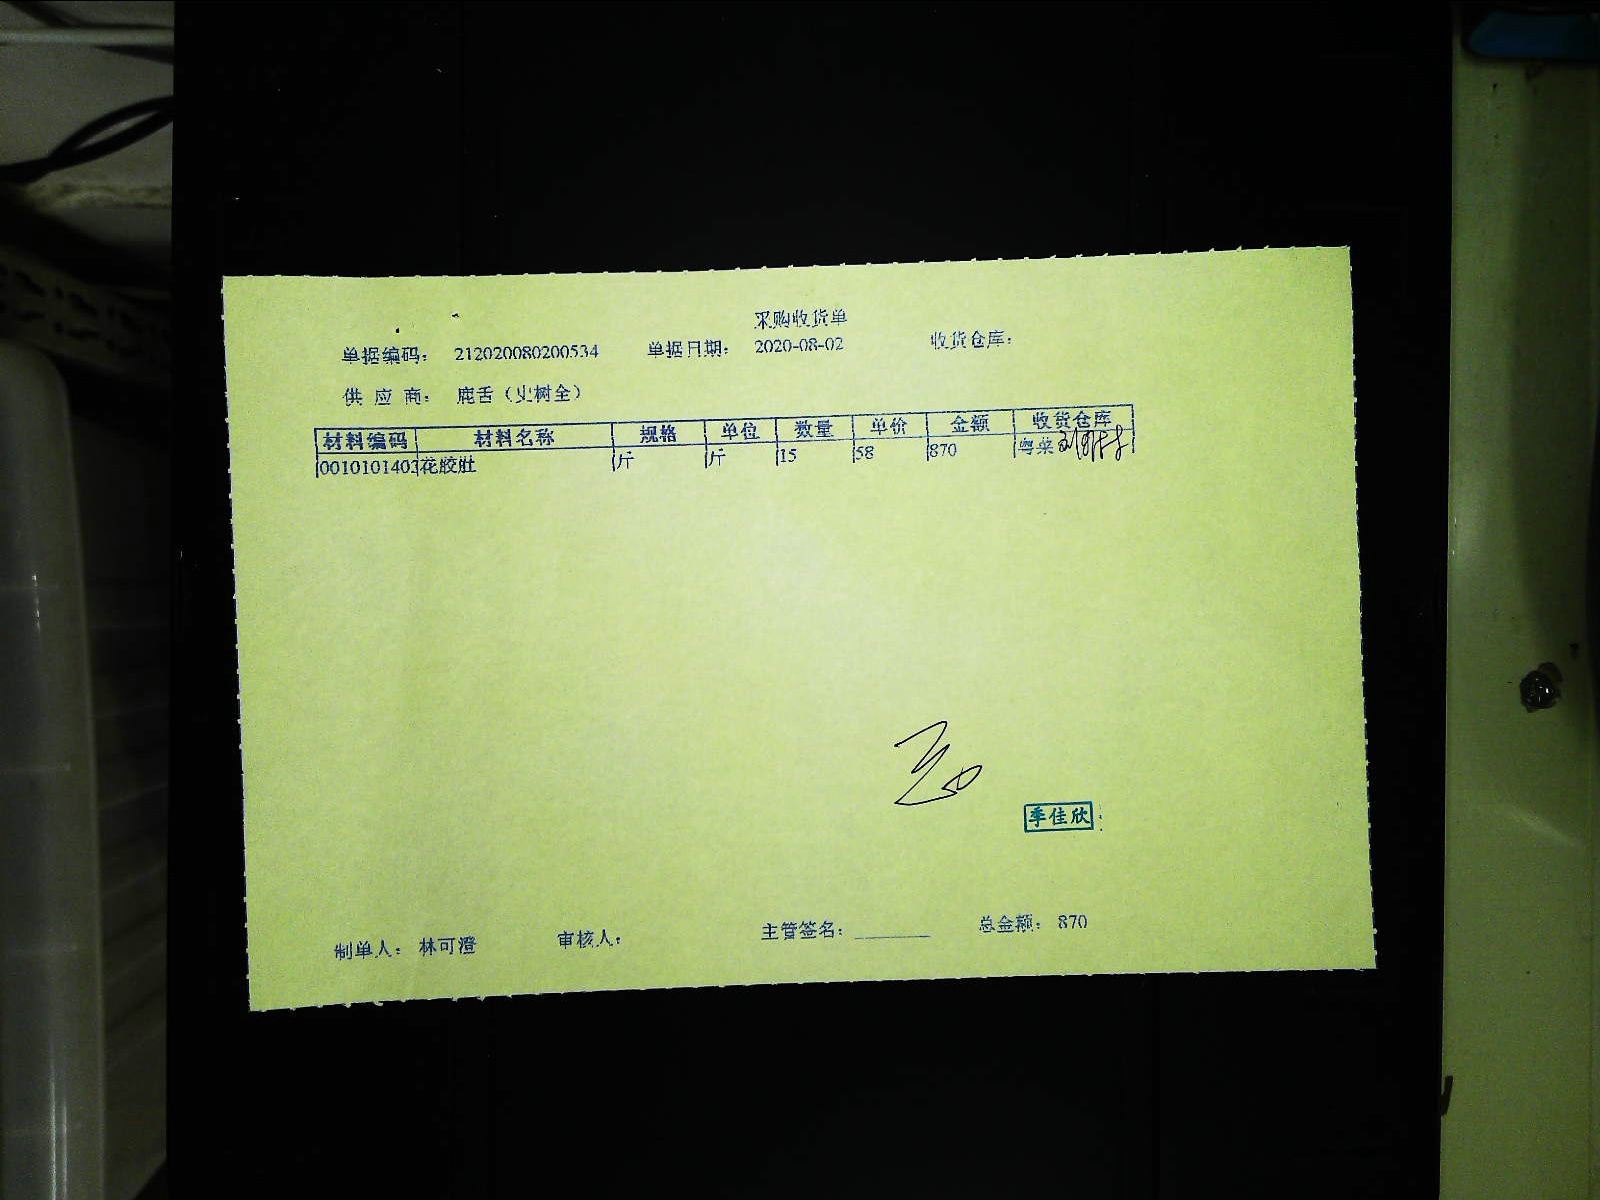 采购收货单
单据编码： 212020080200534 单据日期： 2020-08-02 收货仓库：
供 应 商： 鹿舌（史树全）
材料编码 材料名称 规格 单位 数量 单价 金额 收货仓库
0010101403 花胶肚 斤 斤 15 58 870 粤菜
季佳欣
制单人： 林可澄 审核人： 主管签名： ________ 总金额： 870